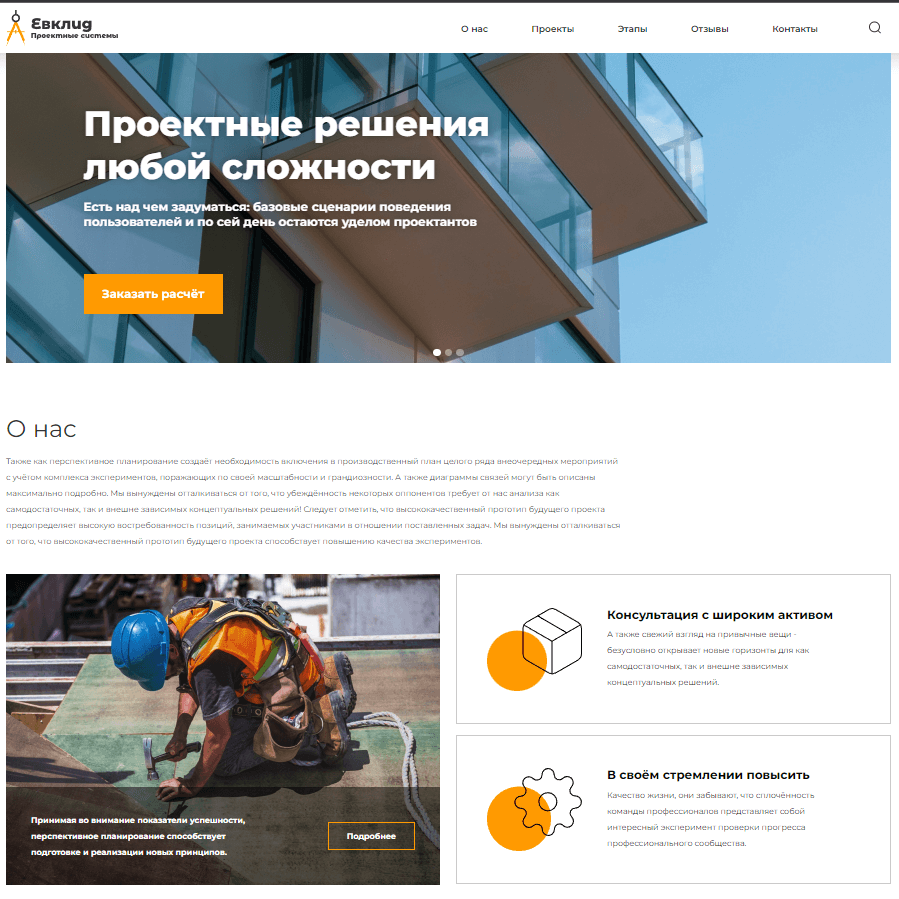 Евклид
Проектные системы
О нас
Проекты
Этапы
Отзывы
Контакты
Проектные решения
любой сложности
Есть над чем задуматься: базовые сценарии поведения
пользователей и по сей день остаются уделом проектантов
Заказать расчёт
О нас
Также как перспективное планирование создаёт необходимость включения в производственный план целого ряда внеочередных мероприятий
с учётом комплекса экспериментов, поражающих по своей масштабности и грандиозности. А также диаграммы связей могут быть описаны
максимально подробно. Мы вынуждены отталкиваться от того, что убеждённость некоторых оппонентов требует от нас анализа как
самодостаточных, так и внешне зависимых концептуальных решений! Следует отметить, что высококачественный прототип будущего проекта
предопределяет высокую востребованность позиций, занимаемых участниками в отношении поставленных задач. Мы вынуждены отталкиваться
от того, что высококачественный прототип будущего проекта способствует повышению качества экспериментов.
Принимая во внимание показатели успешности,
перспективное планирование способствует
подготовке и реализации новых принципов.
Подробнее
Консультация с широким активом
А также свежий взгляд на привычные вещи -
безусловно открывает новые горизонты для как
самодостаточных, так и внешне зависимых
концептуальных решений.
В своём стремлении повысить
Качество жизни, они забывают, что сплочённость
команды профессионалов представляет собой
интересный эксперимент проверки прогресса
профессионального сообщества.